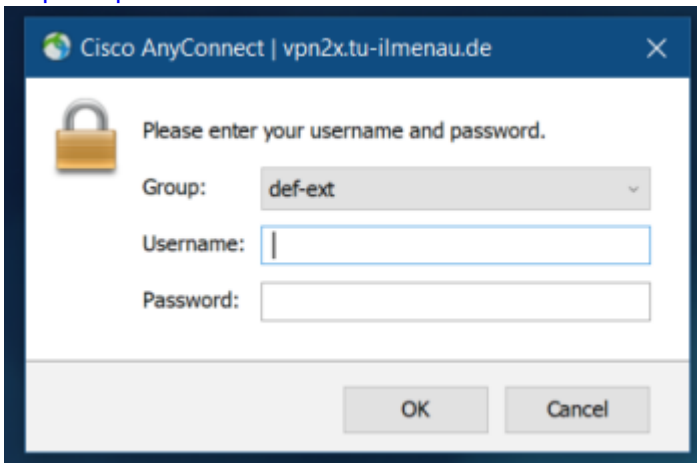 Cisco AnyConnect | vpn2x.tu-ilmenau.de
Please enter your username and password.
Group: def-ext
Username:
Password:
OK Cancel